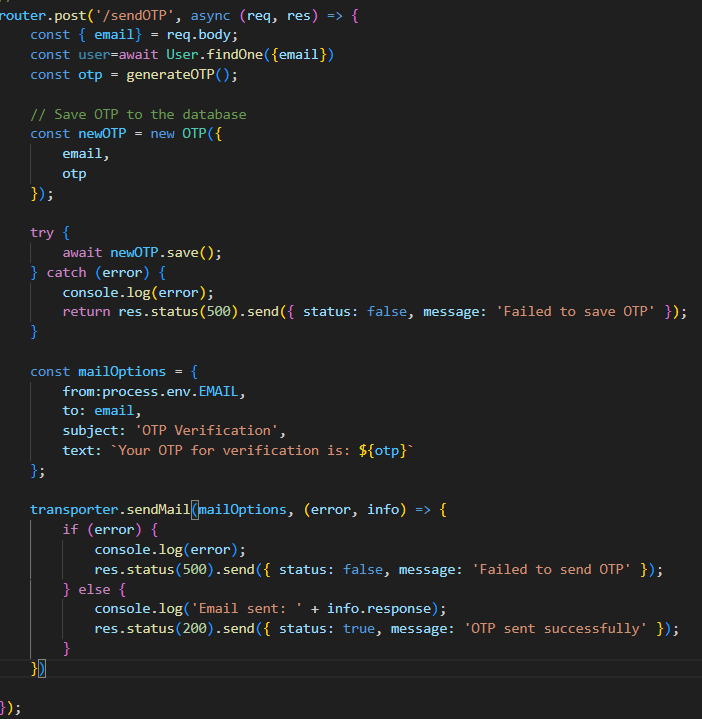 router.post('/sendOTP', async (req, res) => {
    const { email} = req.body;
    const user=await User.findOne({email})
    const otp = generateOTP();

    // Save OTP to the database
    const newOTP = new OTP({
        email,
        otp
    });

    try {
        await newOTP.save();
    } catch (error) {
        console.log(error);
        return res.status(500).send({ status: false, message: 'Failed to save OTP' });
    }

    const mailOptions = {
        from:process.env.EMAIL,
        to: email,
        subject: 'OTP Verification',
        text: `Your OTP for verification is: ${otp}`
    };

    transporter.sendMail(mailOptions, (error, info) => {
        if (error) {
            console.log(error);
            res.status(500).send({ status: false, message: 'Failed to send OTP' });
        } else {
            console.log('Email sent: ' + info.response);
            res.status(200).send({ status: true, message: 'OTP sent successfully' });
        }
    })

});